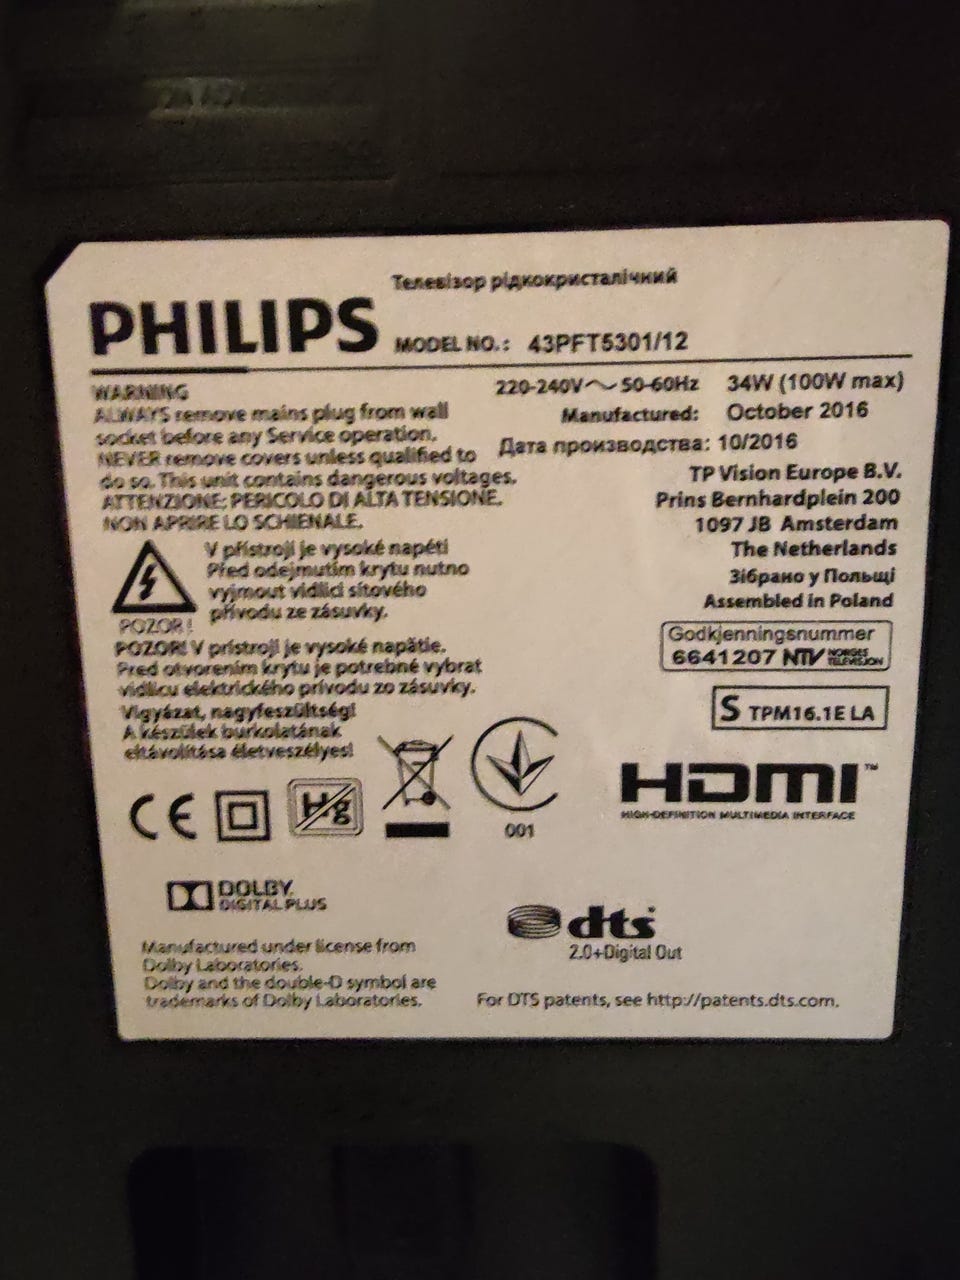 Телевізор рідкокристалічний
PHILIPS MODEL NO.: 43PFT5301/12
WARNING
ALWAYS remove mains plug from wall
socket before any Service operation.
NEVER remove covers unless qualified to
do so. This unit contains dangerous voltages.
ATTENZIONE: PERICOLO DI ALTA TENSIONE.
NON APRIRE LO SCHIENALE.
220-240V~ 50-60Hz 34W (100W max)
Manufactured: October 2016
Дата производства: 10/2016
TP Vision Europe B.V.
Prins Bernhardplein 200
1097 JB Amsterdam
The Netherlands
Зібрано у Польщі
Assembled in Poland
V přístroji je vysoké napětí
Před odejmutím krytu nutno
vyjmout vidlici síťového
přívodu ze zásuvky.
POZOR!
POZOR! V prístroji je vysoké napätie.
Pred otvorením krytu je potrebné vybrat
vidlicu elektrického prívodu zo zásuvky.
Vigyázat, nagyfeszültség!
A készülék burkolatának
eltávolítása életveszélyes!
Godkjenningsnummer
6641207 NTV NORGES
TELEVISJON
S TPM16.1E LA
CE
Hg
001
HDMI™
HIGH-DEFINITION MULTIMEDIA INTERFACE
DOLBY
DIGITAL PLUS
dts
2.0+Digital Out
Manufactured under license from
Dolby Laboratories.
Dolby and the double-D symbol are
trademarks of Dolby Laboratories.
For DTS patents, see http://patents.dts.com.